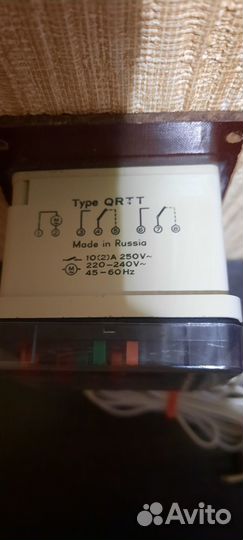 Type QRTT
M
1 2 3 4 5 6 7 8
Made in Russia
10(2)A 250V~
M 220-240V~
45-60Hz
Avito